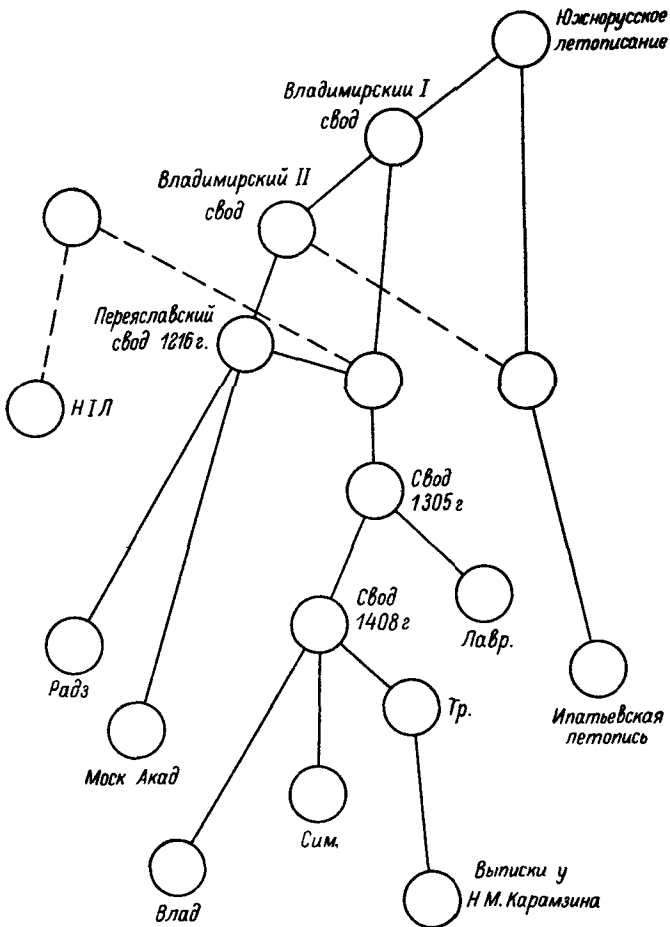 Южнорусское
летописание
Владимирский I
свод
Владимирский II
свод
Переяславский
свод 1216 г.
Н I Л
Свод
1305 г
Свод
1408 г
Лавр.
Радз
Тр.
Ипатьевская
летопись
Моск Акад
Сим.
Влад
Выписки у
Н М. Карамзина